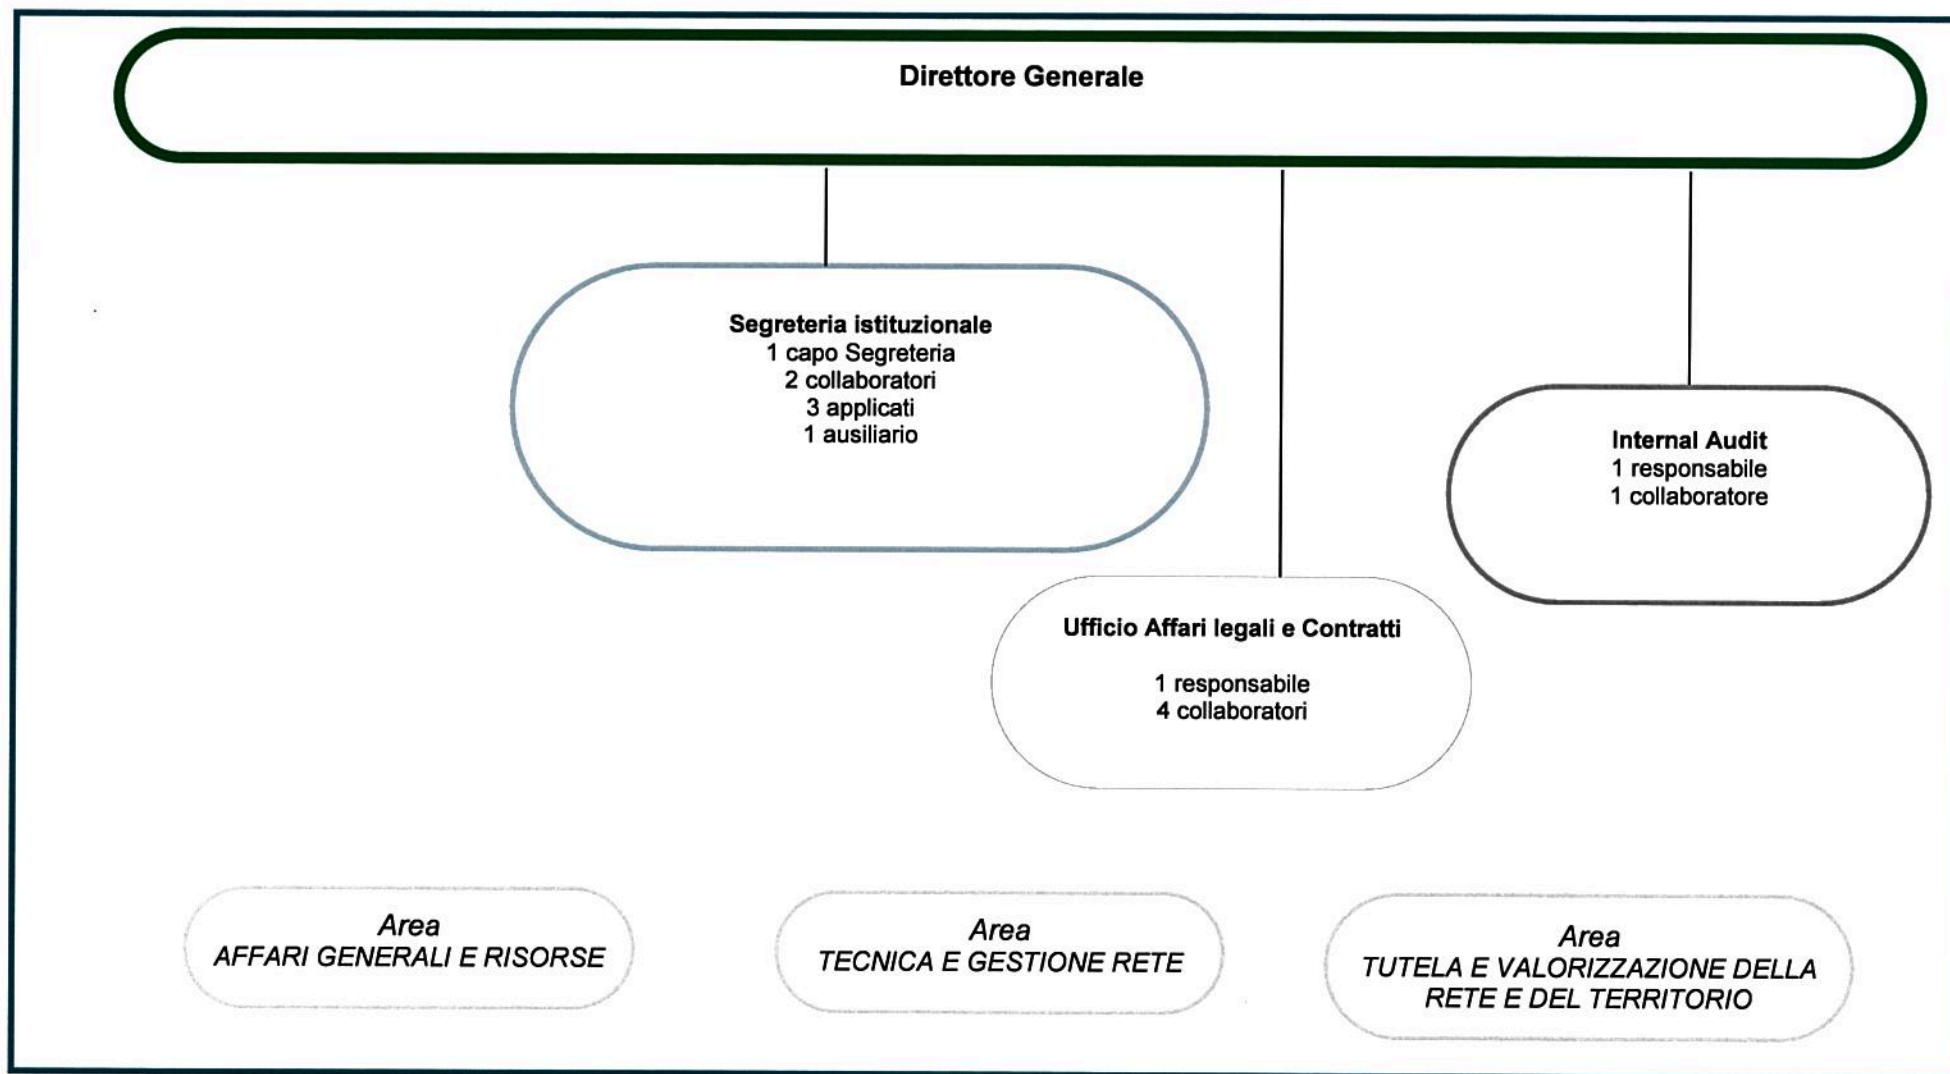 Direttore Generale
Segreteria istituzionale
1 capo Segreteria
2 collaboratori
3 applicati
1 ausiliario
Internal Audit
1 responsabile
1 collaboratore
Ufficio Affari legali e Contratti
1 responsabile
4 collaboratori
Area
AFFARI GENERALI E RISORSE
Area
TECNICA E GESTIONE RETE
Area
TUTELA E VALORIZZAZIONE DELLA
RETE E DEL TERRITORIO